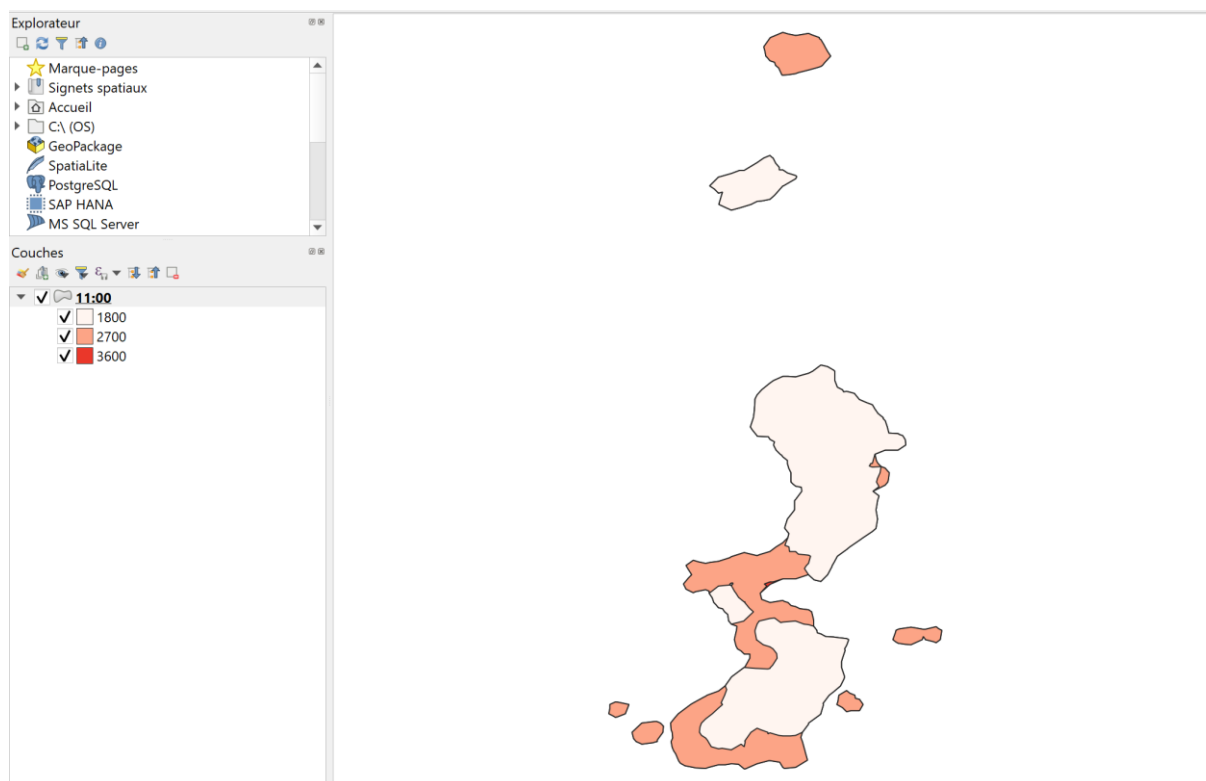 Explorateur
Marque-pages
Signets spatiaux
Accueil
C:\ (OS)
GeoPackage
SpatiaLite
PostgreSQL
SAP HANA
MS SQL Server
Couches
11:00
1800
2700
3600